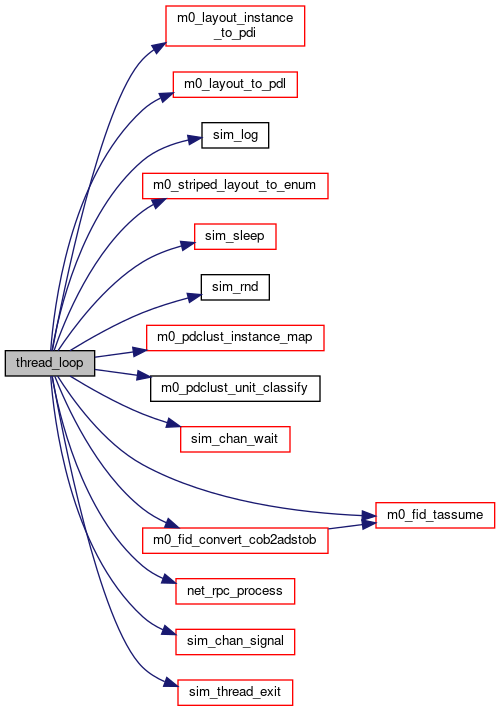 m0_layout_instance
_to_pdi
m0_layout_to_pdl
sim_log
m0_striped_layout_to_enum
sim_sleep
sim_rnd
m0_pdclust_instance_map
thread_loop
m0_pdclust_unit_classify
sim_chan_wait
m0_fid_tassume
m0_fid_convert_cob2adstob
net_rpc_process
sim_chan_signal
sim_thread_exit